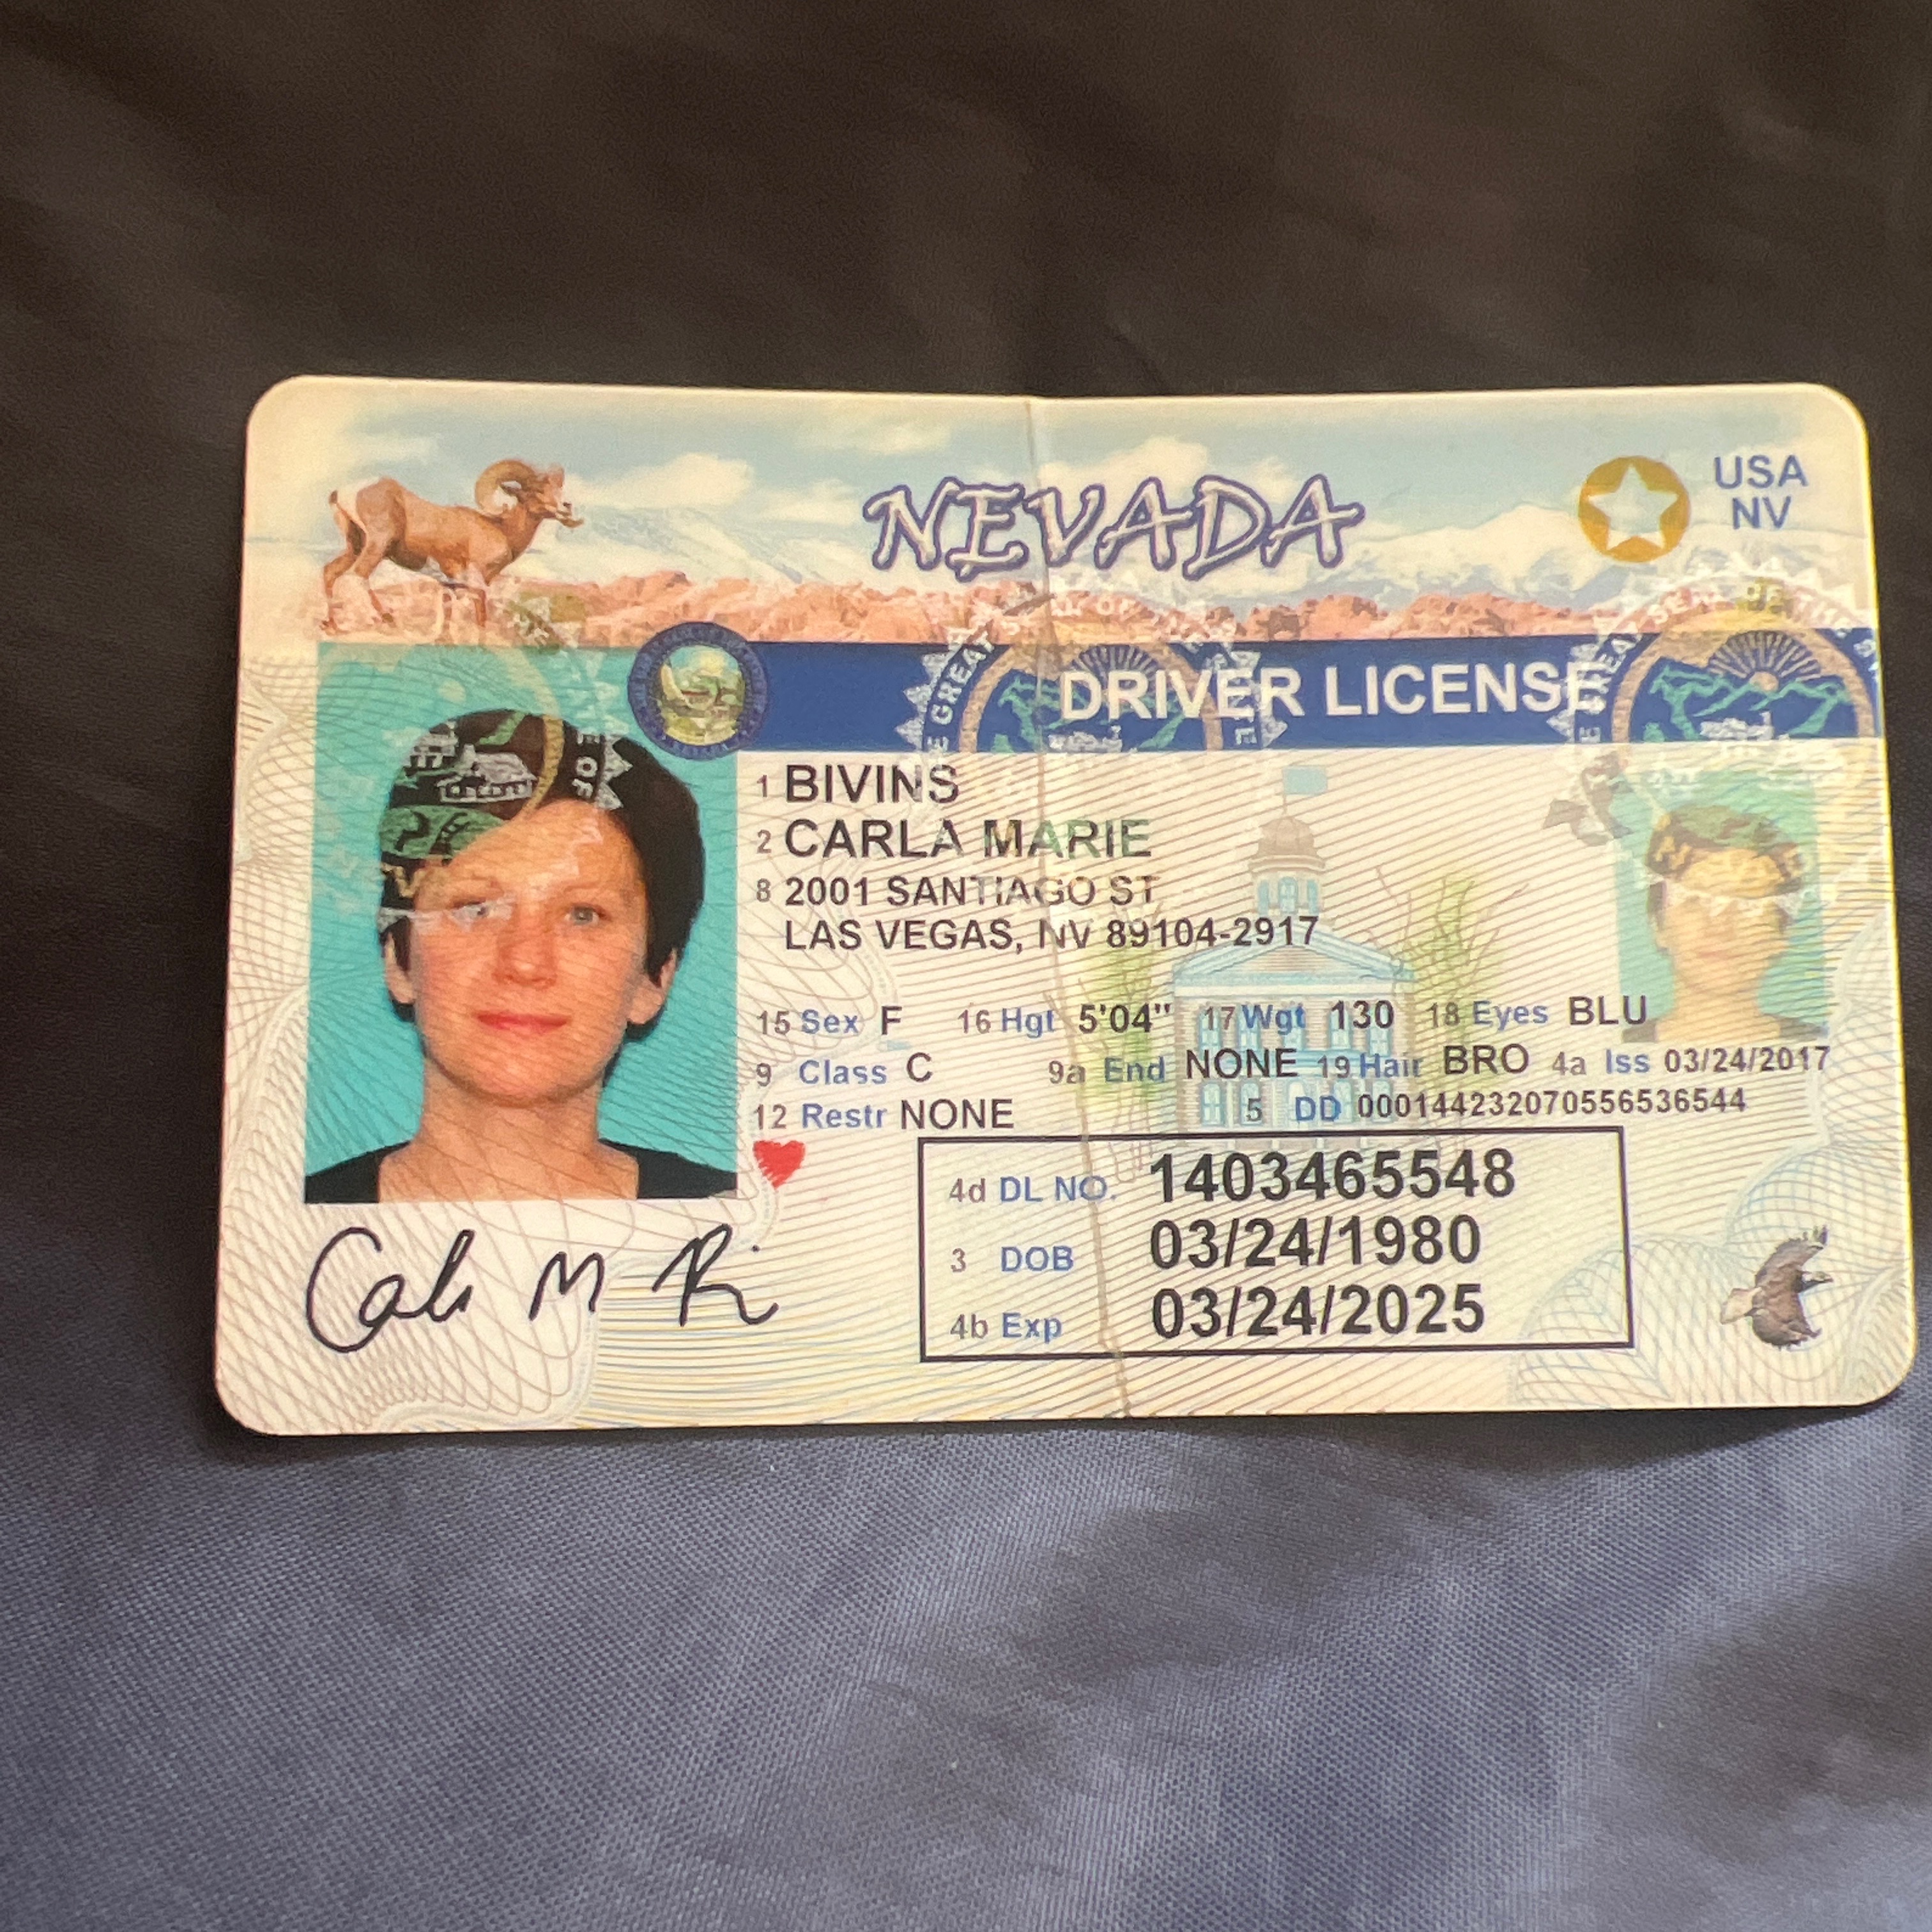 NEVADA
USA
NV
DRIVER LICENSE
1 BIVINS
2 CARLA MARIE
8 2001 SANTIAGO ST
LAS VEGAS, NV 89104-2917
15 Sex F 16 Hgt 5'04" 17 Wgt 130 18 Eyes BLU
9 Class C 9a End NONE 19 Hair BRO 4a Iss 03/24/2017
12 Restr NONE 5 DD 000144232070556536544
4d DL NO. 1403465548
3 DOB 03/24/1980
4b Exp 03/24/2025